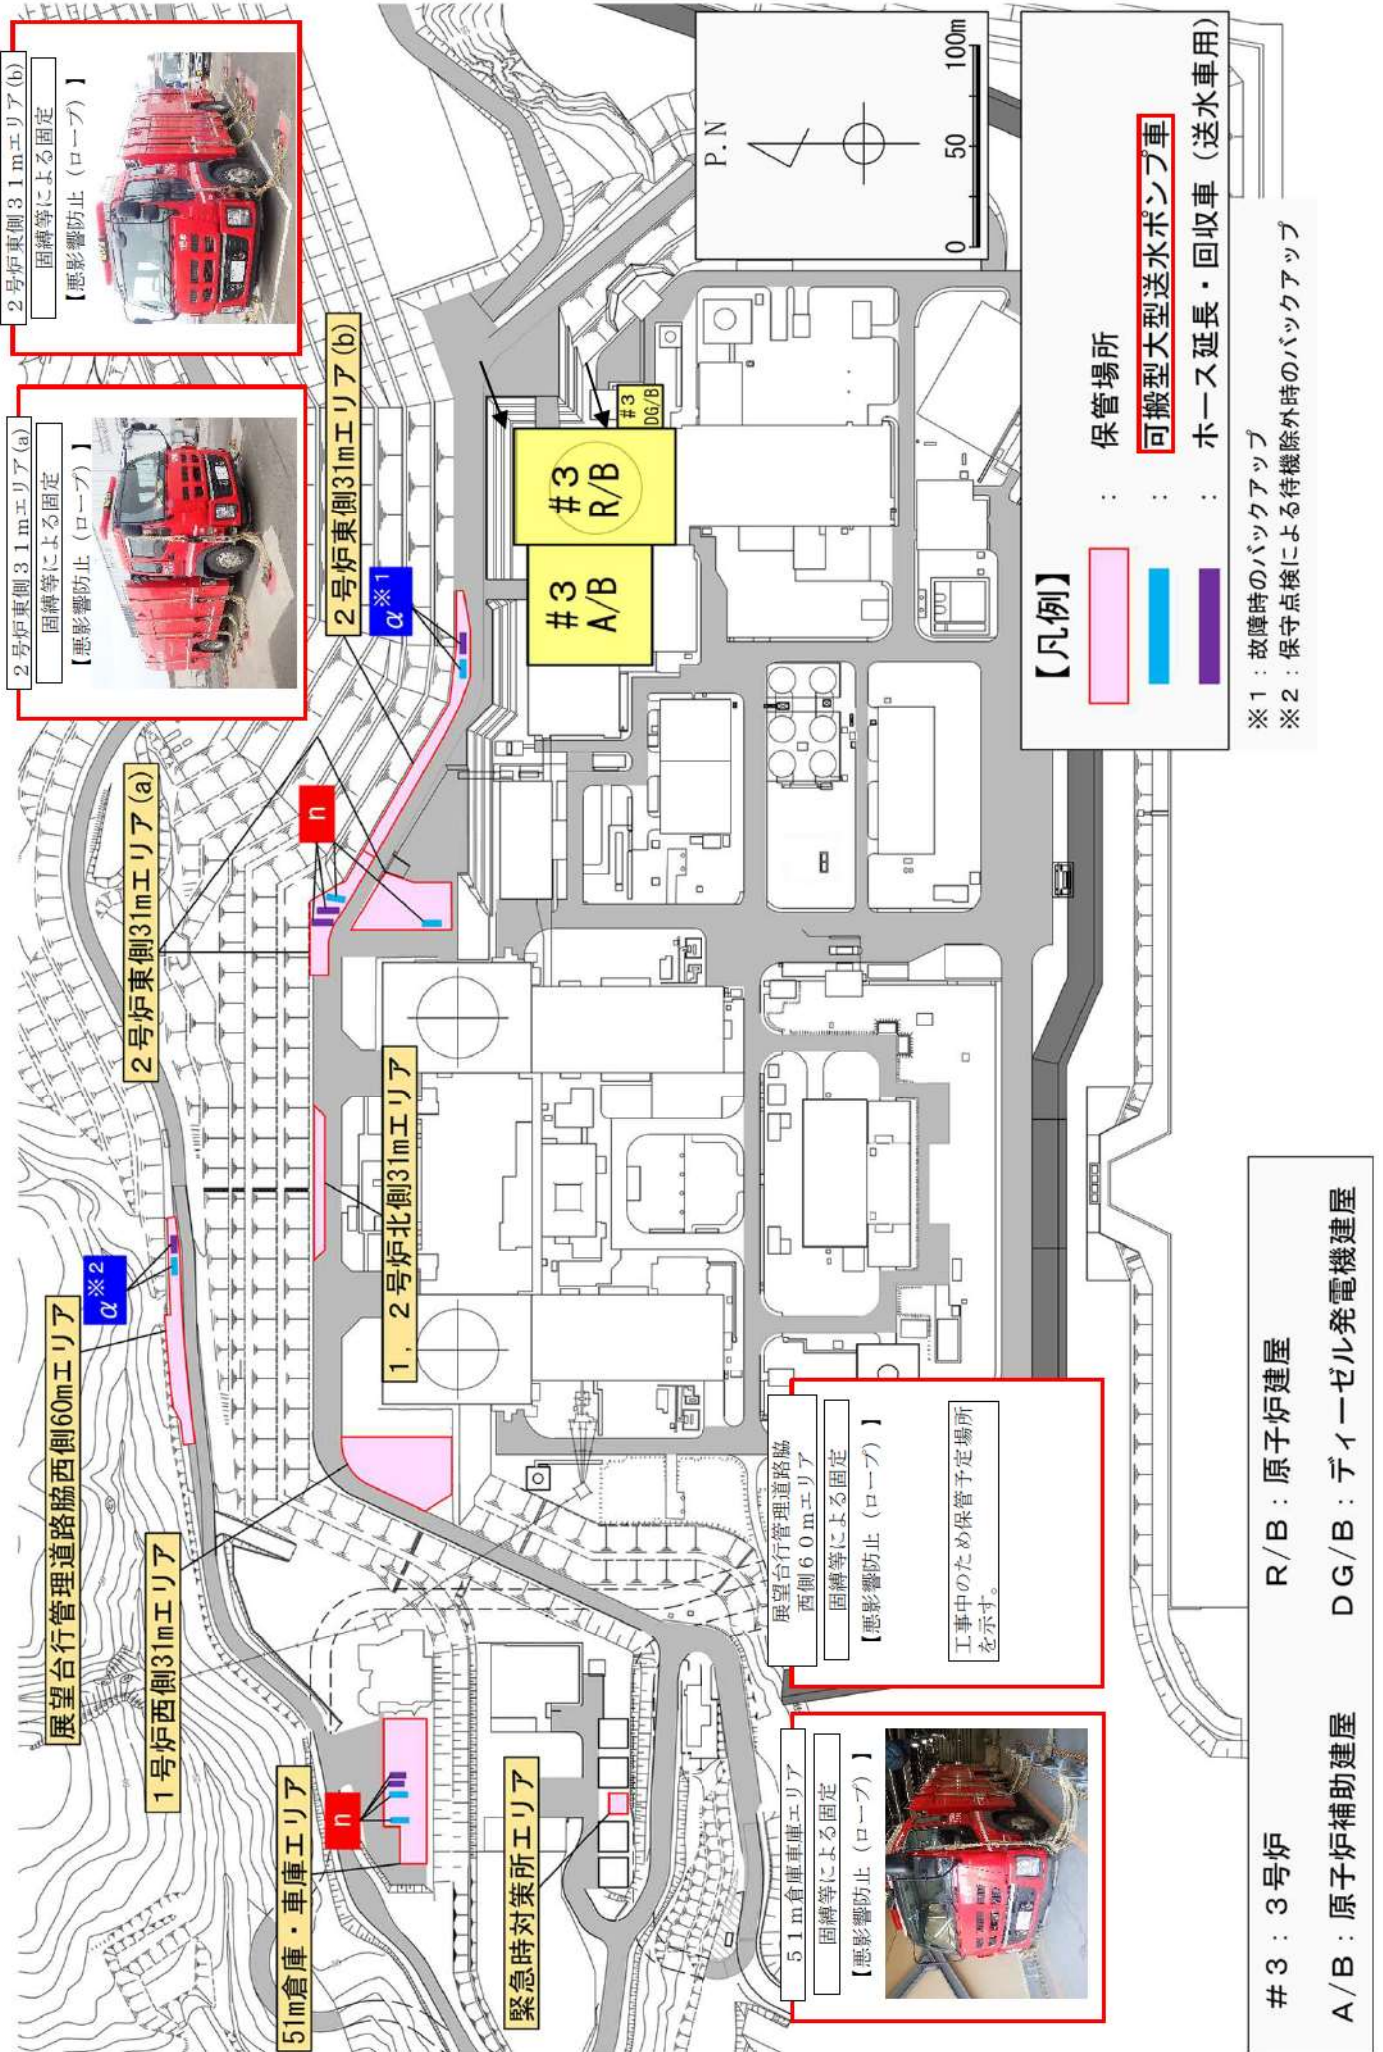 ２号炉東側３１ｍエリア(a)
固縛等による固定
【悪影響防止（ロープ）】
２号炉東側３１ｍエリア(b)
固縛等による固定
【悪影響防止（ロープ）】
展望台行管理道路脇西側60mエリア
α※2
２号炉東側31mエリア(a)
n
２号炉東側31mエリア(b)
α※1
１号炉西側31mエリア
１，２号炉北側31mエリア
51m倉庫・車庫エリア
n
緊急時対策所エリア
#3
A/B
#3
R/B
#3
DG/B
P.N
0 50 100m
５１ｍ倉庫車庫エリア
固縛等による固定
【悪影響防止（ロープ）】
展望台行管理道路脇
西側６０ｍエリア
固縛等による固定
【悪影響防止（ロープ）】
工事中のため保管予定場所
を示す。
【凡例】
： 保管場所
： 可搬型大型送水ポンプ車
： ホース延長・回収車（送水車用）
※１：故障時のバックアップ
※２：保守点検による待機除外時のバックアップ
＃３：３号炉 R/B：原子炉建屋
A/B：原子炉補助建屋 DG/B：ディーゼル発電機建屋